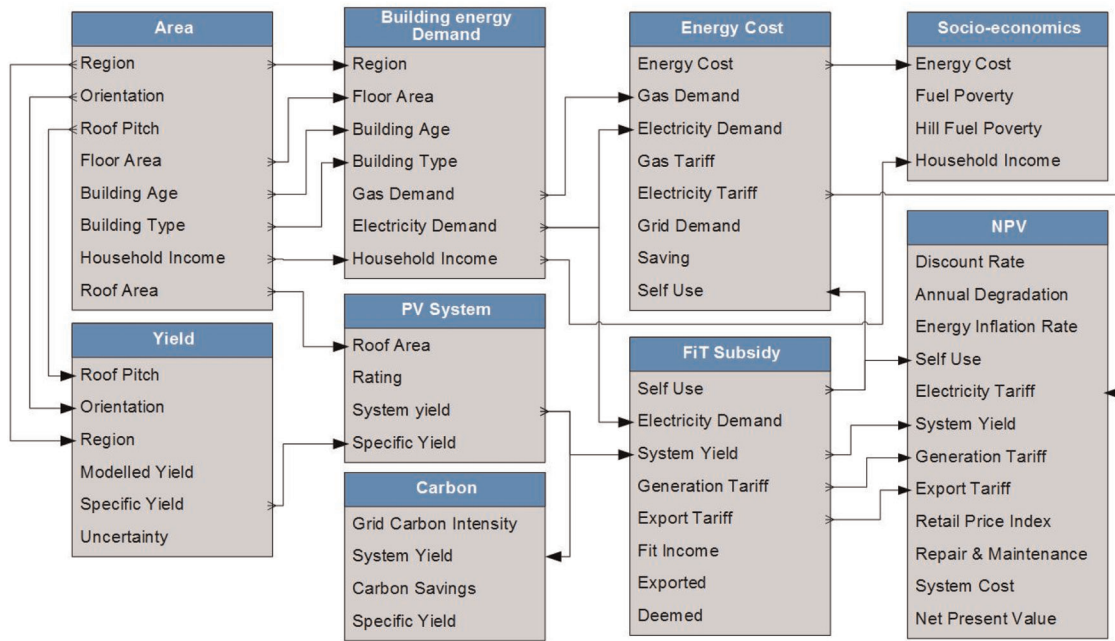 Area
Region
Orientation
Roof Pitch
Floor Area
Building Age
Building Type
Household Income
Roof Area
Yield
Roof Pitch
Orientation
Region
Modelled Yield
Specific Yield
Uncertainty
Building energy
Demand
Region
Floor Area
Building Age
Building Type
Gas Demand
Electricity Demand
Household Income
PV System
Roof Area
Rating
System yield
Specific Yield
Carbon
Grid Carbon Intensity
System Yield
Carbon Savings
Specific Yield
Energy Cost
Energy Cost
Gas Demand
Electricity Demand
Gas Tariff
Electricity Tariff
Grid Demand
Saving
Self Use
FiT Subsidy
Self Use
Electricity Demand
System Yield
Generation Tariff
Export Tariff
Fit Income
Exported
Deemed
Socio-economics
Energy Cost
Fuel Poverty
Hill Fuel Poverty
Household Income
NPV
Discount Rate
Annual Degradation
Energy Inflation Rate
Self Use
Electricity Tariff
System Yield
Generation Tariff
Export Tariff
Retail Price Index
Repair & Maintenance
System Cost
Net Present Value